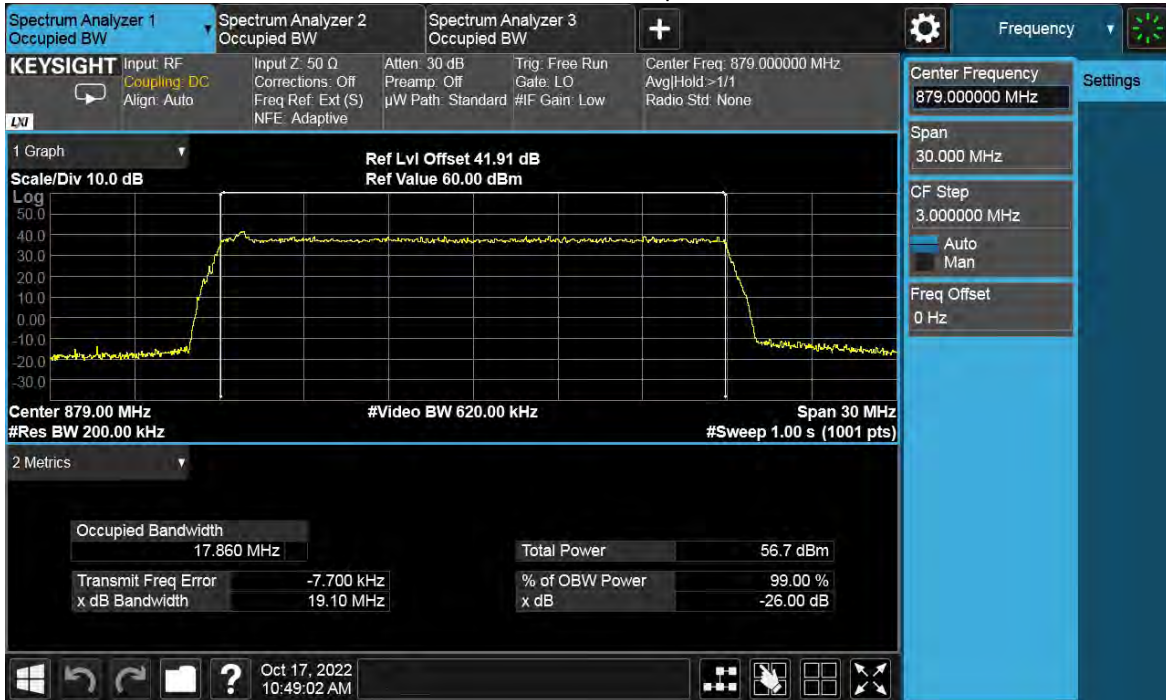 Spectrum Analyzer 1
Occupied BW
Spectrum Analyzer 2
Occupied BW
Spectrum Analyzer 3
Occupied BW
+
Frequency
KEYSIGHT
LXI
Input: RF
Coupling: DC
Align: Auto
Input Z: 50 Ω
Corrections: Off
Freq Ref: Ext (S)
NFE: Adaptive
Atten: 30 dB
Preamp: Off
µW Path: Standard
Trig: Free Run
Gate: LO
#IF Gain: Low
Center Freq: 879.000000 MHz
Avg|Hold:>1/1
Radio Std: None
Center Frequency
879.000000 MHz
Settings
Span
30.000 MHz
CF Step
3.000000 MHz
Auto
Man
Freq Offset
0 Hz
1 Graph
Scale/Div 10.0 dB
Ref Lvl Offset 41.91 dB
Ref Value 60.00 dBm
Log
50.0
40.0
30.0
20.0
10.0
0.00
-10.0
-20.0
-30.0
Center 879.00 MHz
#Video BW 620.00 kHz
Span 30 MHz
#Res BW 200.00 kHz
#Sweep 1.00 s (1001 pts)
2 Metrics
Occupied Bandwidth
17.860 MHz
Total Power 56.7 dBm
Transmit Freq Error -7.700 kHz
% of OBW Power 99.00 %
x dB Bandwidth 19.10 MHz
x dB -26.00 dB
?
Oct 17, 2022
10:49:02 AM